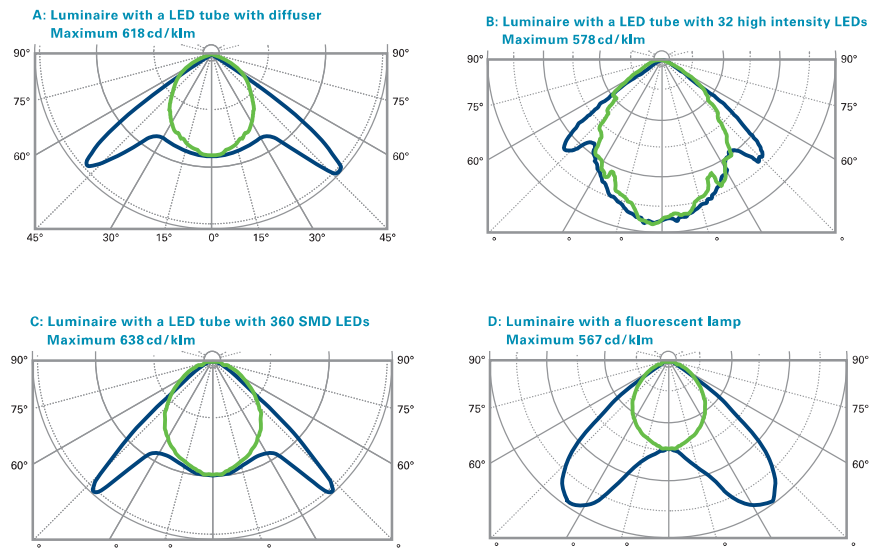 A: Luminaire with a LED tube with diffuser
Maximum 618 cd/klm
90° 90°
75° 75°
60° 60°
45° 30° 15° 0° 15° 30° 45°
B: Luminaire with a LED tube with 32 high intensity LEDs
Maximum 578 cd/klm
90° 90°
75° 75°
60° 60°
° ° ° °
C: Luminaire with a LED tube with 360 SMD LEDs
Maximum 638 cd/klm
90° 90°
75° 75°
60° 60°
° ° ° °
D: Luminaire with a fluorescent lamp
Maximum 567 cd/klm
90° 90°
75° 75°
60° 60°
° ° ° °